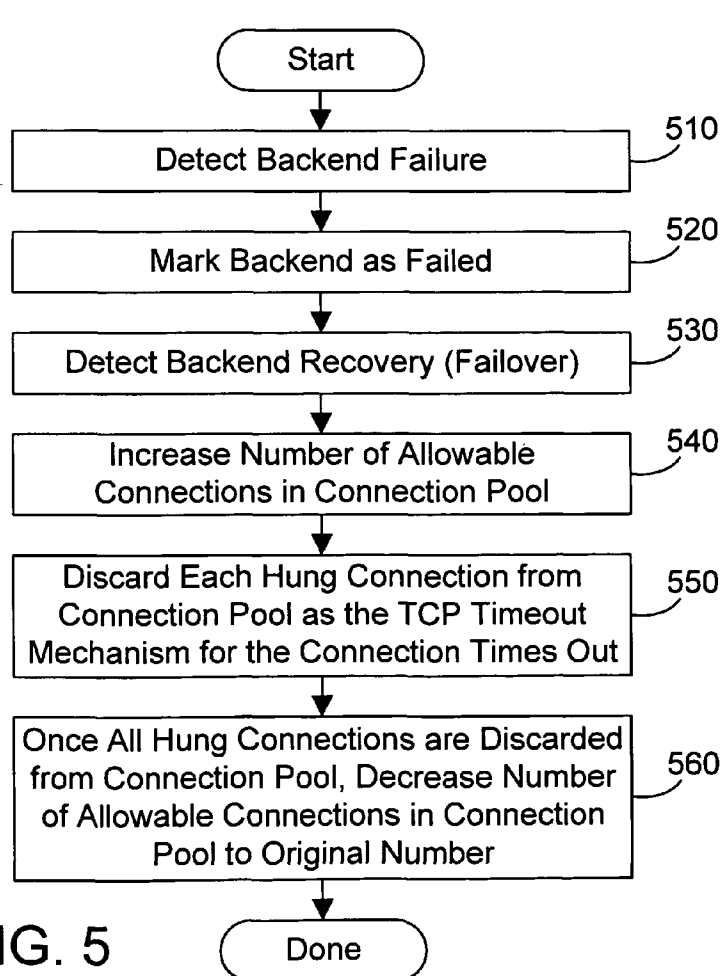 Start
Detect Backend Failure
510
Mark Backend as Failed
520
Detect Backend Recovery (Failover)
530
Increase Number of Allowable
Connections in Connection Pool
540
Discard Each Hung Connection from
Connection Pool as the TCP Timeout
Mechanism for the Connection Times Out
550
Once All Hung Connections are Discarded
from Connection Pool, Decrease Number
of Allowable Connections in Connection
Pool to Original Number
560
IG. 5
Done